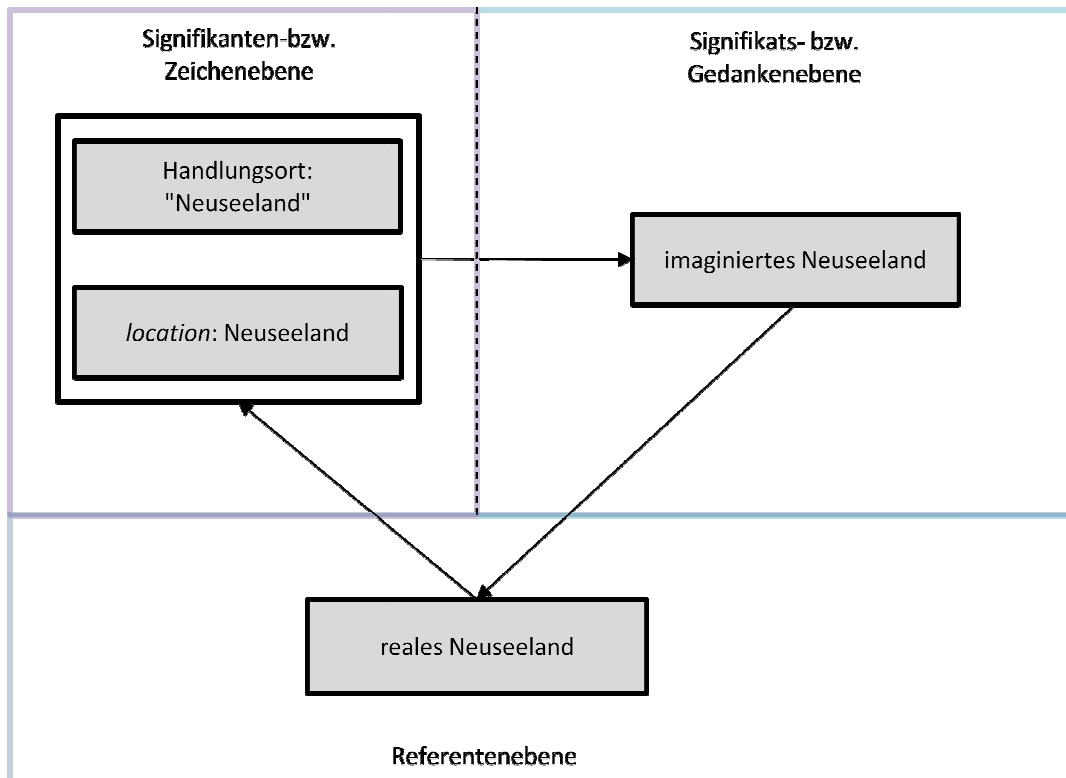 Signifikanten-bzw.
Zeichenebene
Handlungsort:
"Neuseeland"
location: Neuseeland
Signifikats- bzw.
Gedankenebene
imaginiertes Neuseeland
reales Neuseeland
Referentenebene